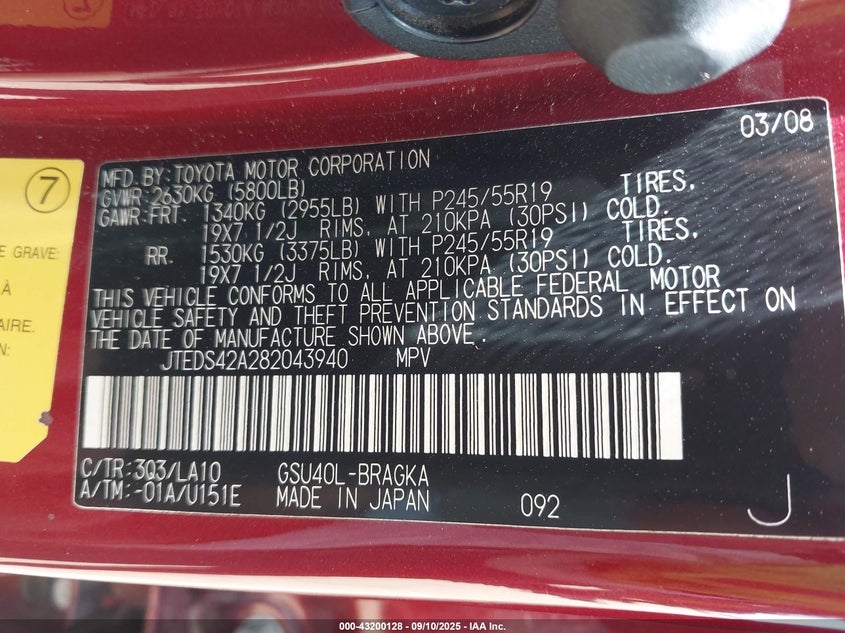 03/08
MFD.BY:TOYOTA MOTOR CORPORATION
GVWR:2630KG (5800LB)
GAWR:FRT. 1340KG (2955LB) WITH P245/55R19 TIRES,
19X7 1/2J RIMS, AT 210KPA (30PSI) COLD.
RR. 1530KG (3375LB) WITH P245/55R19 TIRES,
19X7 1/2J RIMS, AT 210KPA (30PSI) COLD.
THIS VEHICLE CONFORMS TO ALL APPLICABLE FEDERAL MOTOR
VEHICLE SAFETY AND THEFT PREVENTION STANDARDS IN EFFECT ON
THE DATE OF MANUFACTURE SHOWN ABOVE.
JTEDS42A282043940 MPV
C/TR:3Q3/LA10 GSU40L-BRAGKA
A/TM:-01A/U151E MADE IN JAPAN 092 J
7
E GRAVE:
À
AIRE.
000-43200128 - 09/10/2025 - IAA Inc.